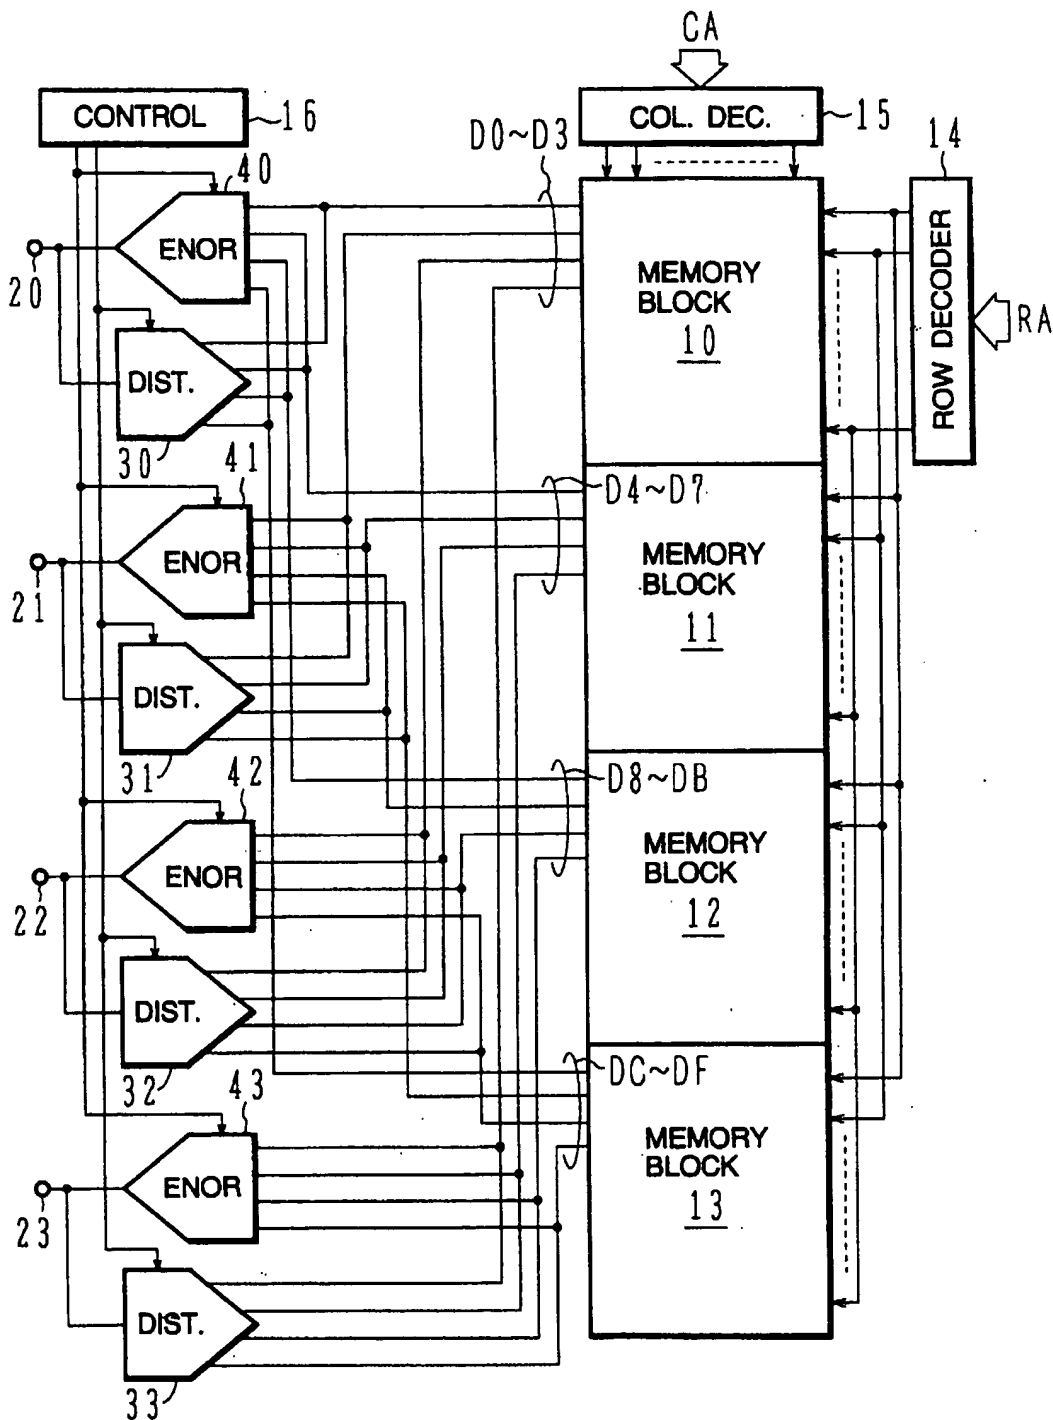 CA
CONTROL
16
COL. DEC.
15
D0~D3
14
40
ENOR
20
MEMORY
BLOCK
10
ROW DECODER
RA
DIST.
30
41
D4~D7
ENOR
21
MEMORY
BLOCK
11
DIST.
31
42
D8~DB
ENOR
22
MEMORY
BLOCK
12
DIST.
32
43
DC~DF
ENOR
23
MEMORY
BLOCK
13
DIST.
33